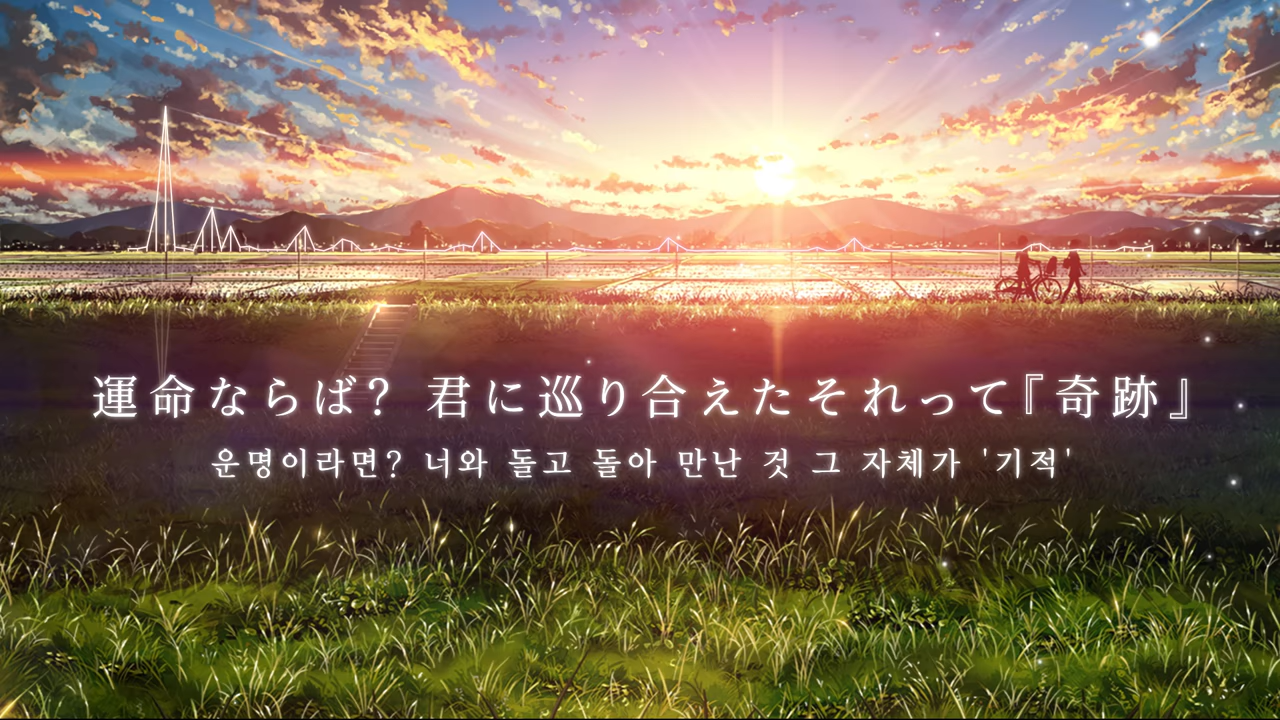 運命ならば? 君に巡り合えたそれって『奇跡』
운명이라면? 너와 돌고 돌아 만난 것 그 자체가 '기적'